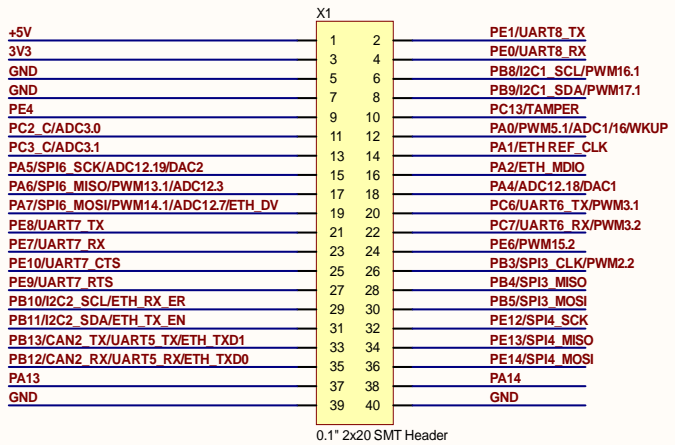 X1
+5V 1 2 PE1/UART8_TX
3V3 3 4 PE0/UART8_RX
GND 5 6 PB8/I2C1_SCL/PWM16.1
GND 7 8 PB9/I2C1_SDA/PWM17.1
PE4 9 10 PC13/TAMPER
PC2_C/ADC3.0 11 12 PA0/PWM5.1/ADC1/16/WKUP
PC3_C/ADC3.1 13 14 PA1/ETH REF_CLK
PA5/SPI6_SCK/ADC12.19/DAC2 15 16 PA2/ETH_MDIO
PA6/SPI6_MISO/PWM13.1/ADC12.3 17 18 PA4/ADC12.18/DAC1
PA7/SPI6_MOSI/PWM14.1/ADC12.7/ETH_DV 19 20 PC6/UART6_TX/PWM3.1
PE8/UART7_TX 21 22 PC7/UART6_RX/PWM3.2
PE7/UART7_RX 23 24 PE6/PWM15.2
PE10/UART7_CTS 25 26 PB3/SPI3_CLK/PWM2.2
PE9/UART7_RTS 27 28 PB4/SPI3_MISO
PB10/I2C2_SCL/ETH_RX_ER 29 30 PB5/SPI3_MOSI
PB11/I2C2_SDA/ETH_TX_EN 31 32 PE12/SPI4_SCK
PB13/CAN2_TX/UART5_TX/ETH_TXD1 33 34 PE13/SPI4_MISO
PB12/CAN2_RX/UART5_RX/ETH_TXD0 35 36 PE14/SPI4_MOSI
PA13 37 38 PA14
GND 39 40 GND
0.1" 2x20 SMT Header